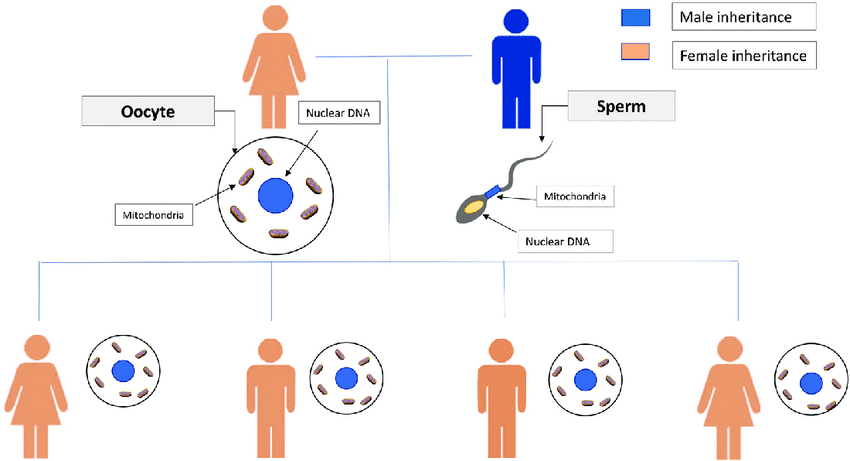 Male inheritance
Female inheritance
Oocyte
Nuclear DNA
Sperm
Mitochondria
Mitochondria
Nuclear DNA